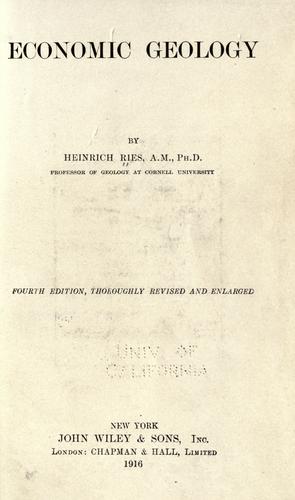 ECONOMIC GEOLOGY
BY
HEINRICH RIES, A.M., PH.D.
PROFESSOR OF GEOLOGY AT CORNELL UNIVERSITY
FOURTH EDITION, THOROUGHLY REVISED AND ENLARGED
UNIV. OF
CALIFORNIA
NEW YORK
JOHN WILEY & SONS, INC.
LONDON: CHAPMAN & HALL, LIMITED
1916